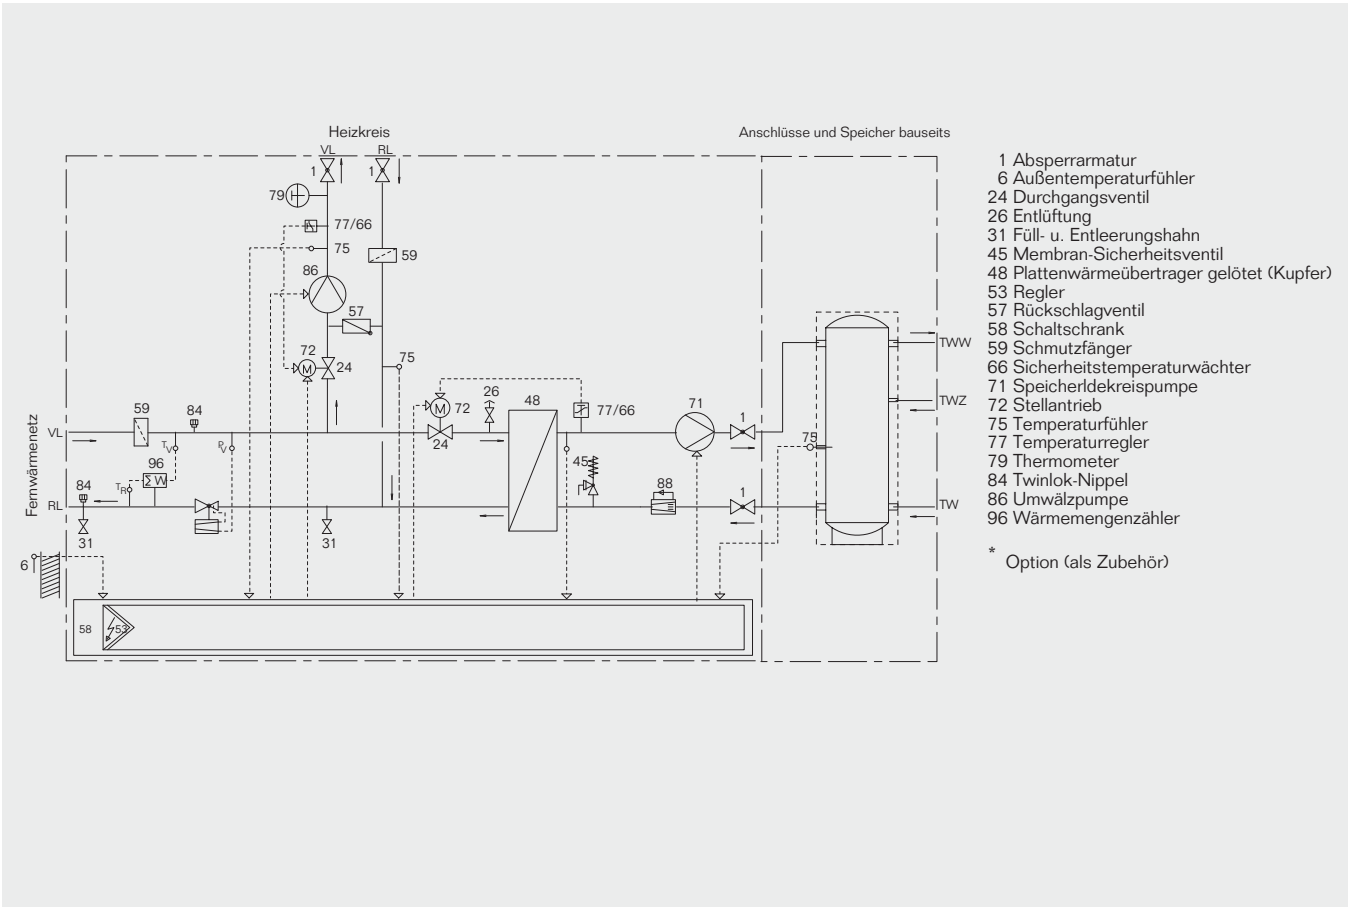 Heizkreis
Anschlüsse und Speicher bauseits
VL RL
1 1
79
77/66
75
59
86
57
72
24
75
26
48
72
24
77/66
71
1
75
TWW
TWZ
TW
Fernwärmenetz
VL
59
84
TV
PV
96
ΣW
TR
84
RL
31
31
45
88
1
M
M
6
58
53
1 Absperrarmatur
6 Außentemperaturfühler
24 Durchgangsventil
26 Entlüftung
31 Füll- u. Entleerungshahn
45 Membran-Sicherheitsventil
48 Plattenwärmeübertrager gelötet (Kupfer)
53 Regler
57 Rückschlagventil
58 Schaltschrank
59 Schmutzfänger
66 Sicherheitstemperaturwächter
71 Speicherldekreispumpe
72 Stellantrieb
75 Temperaturfühler
77 Temperaturregler
79 Thermometer
84 Twinlok-Nippel
86 Umwälzpumpe
96 Wärmemengenzähler
* Option (als Zubehör)